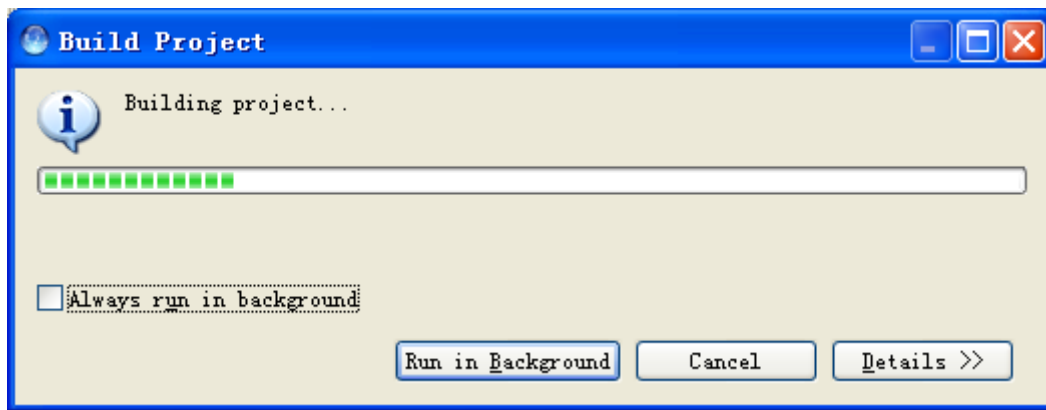 Build Project
Building project...
Always run in background
Run in Background Cancel Details >>